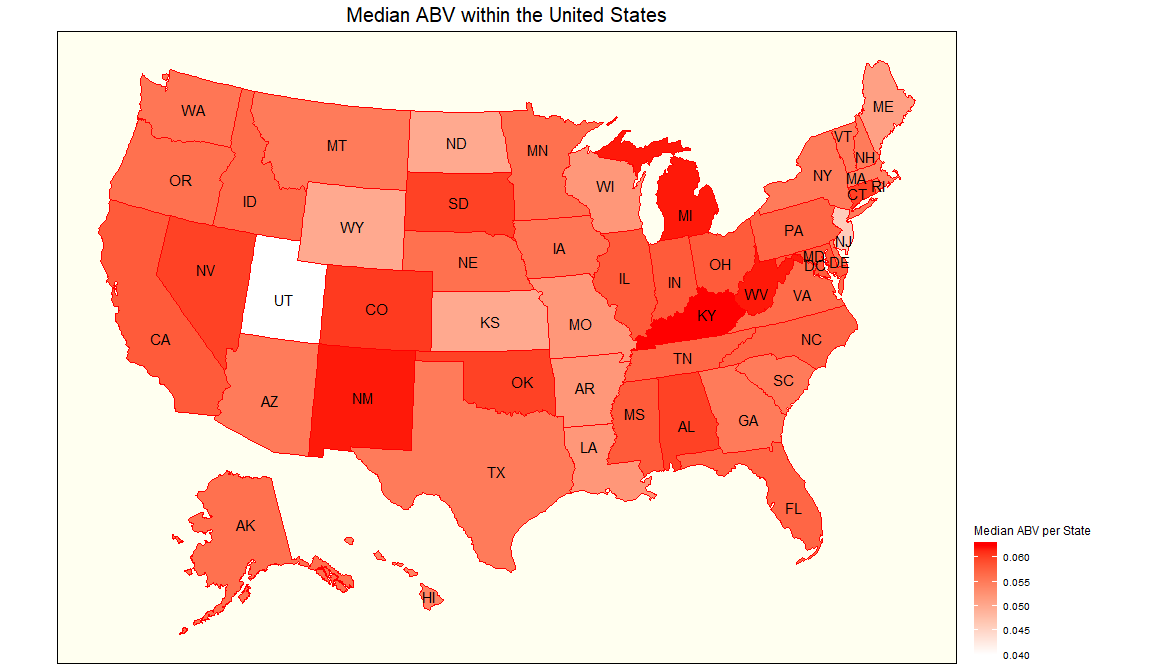 Median ABV within the United States
WA
MT
ND
MN
ME
VT
NH
OR
ID
SD
WI
MI
NY
MA
CT
RI
WY
NV
NE
IA
IL
IN
OH
PA
NJ
MD
DC
DE
UT
CO
KS
MO
KY
WV
VA
CA
AZ
NM
OK
AR
TN
NC
SC
TX
LA
MS
AL
GA
FL
AK
HI
Median ABV per State
0.060
0.055
0.050
0.045
0.040